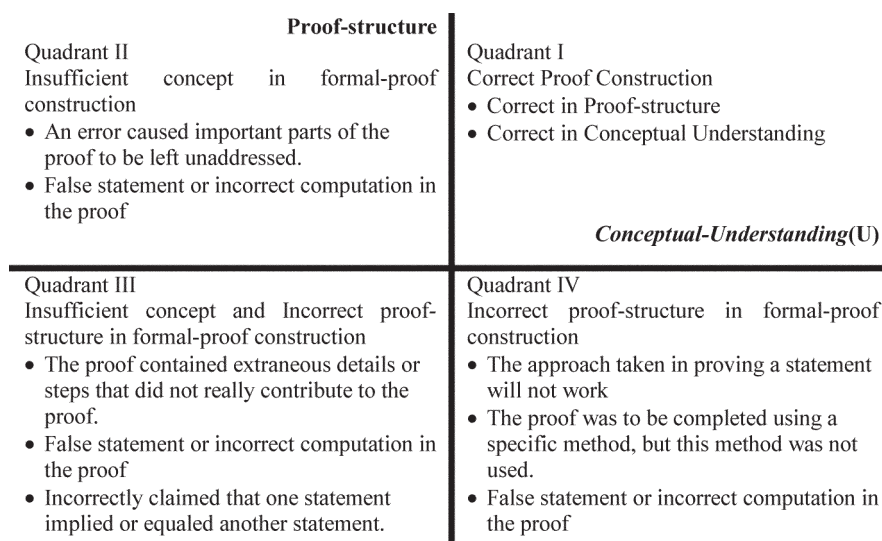 Proof-structure
Quadrant II
Insufficient concept in formal-proof
construction
• An error caused important parts of the
proof to be left unaddressed.
• False statement or incorrect computation in
the proof
Quadrant I
Correct Proof Construction
• Correct in Proof-structure
• Correct in Conceptual Understanding
Conceptual-Understanding(U)
Quadrant III
Insufficient concept and Incorrect proof-
structure in formal-proof construction
• The proof contained extraneous details or
steps that did not really contribute to the
proof.
• False statement or incorrect computation in
the proof
• Incorrectly claimed that one statement
implied or equaled another statement.
Quadrant IV
Incorrect proof-structure in formal-proof
construction
• The approach taken in proving a statement
will not work
• The proof was to be completed using a
specific method, but this method was not
used.
• False statement or incorrect computation in
the proof